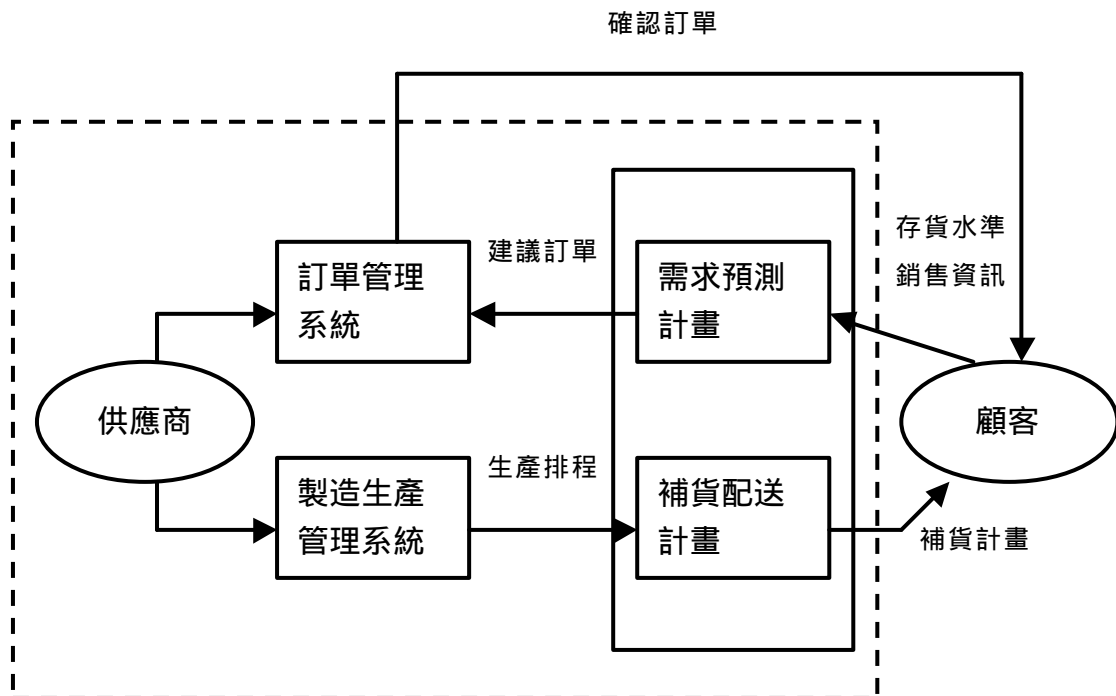 確認訂單
存貨水準
銷售資訊
建議訂單
訂單管理
系統
需求預測
計畫
供應商
顧客
生產排程
製造生產
管理系統
補貨配送
計畫
補貨計畫